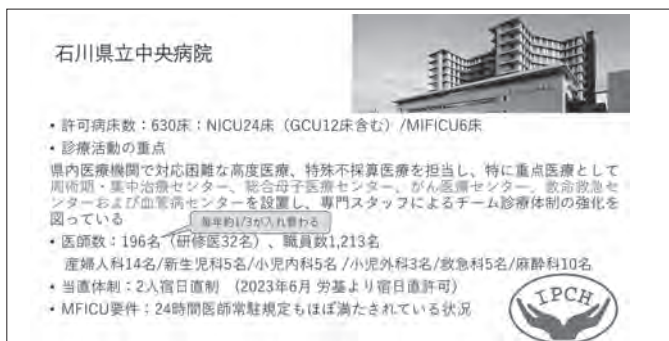 石川県立中央病院
• 許可病床数：630床：NICU24床（GCU12床含む）/MIFICU6床
• 診療活動の重点
県内医療機関で対応困難な高度医療、特殊不採算医療を担当し、特に重点医療として
周術期・集中治療センター、総合母子医療センター、がん医療センター、救命救急セ
ンターおよび血管病センターを設置し、専門スタッフによるチーム診療体制の強化を
図っている
毎年約1/3が入れ替わる
• 医師数：196名（研修医32名）、職員数1,213名
産婦人科14名/新生児科5名/小児内科5名 /小児外科3名/救急科5名/麻酔科10名
• 当直体制：2人宿日直制 （2023年6月 労基より宿日直許可）
• MFICU要件：24時間医師常駐規定もほぼ満たされている状況
IPCH